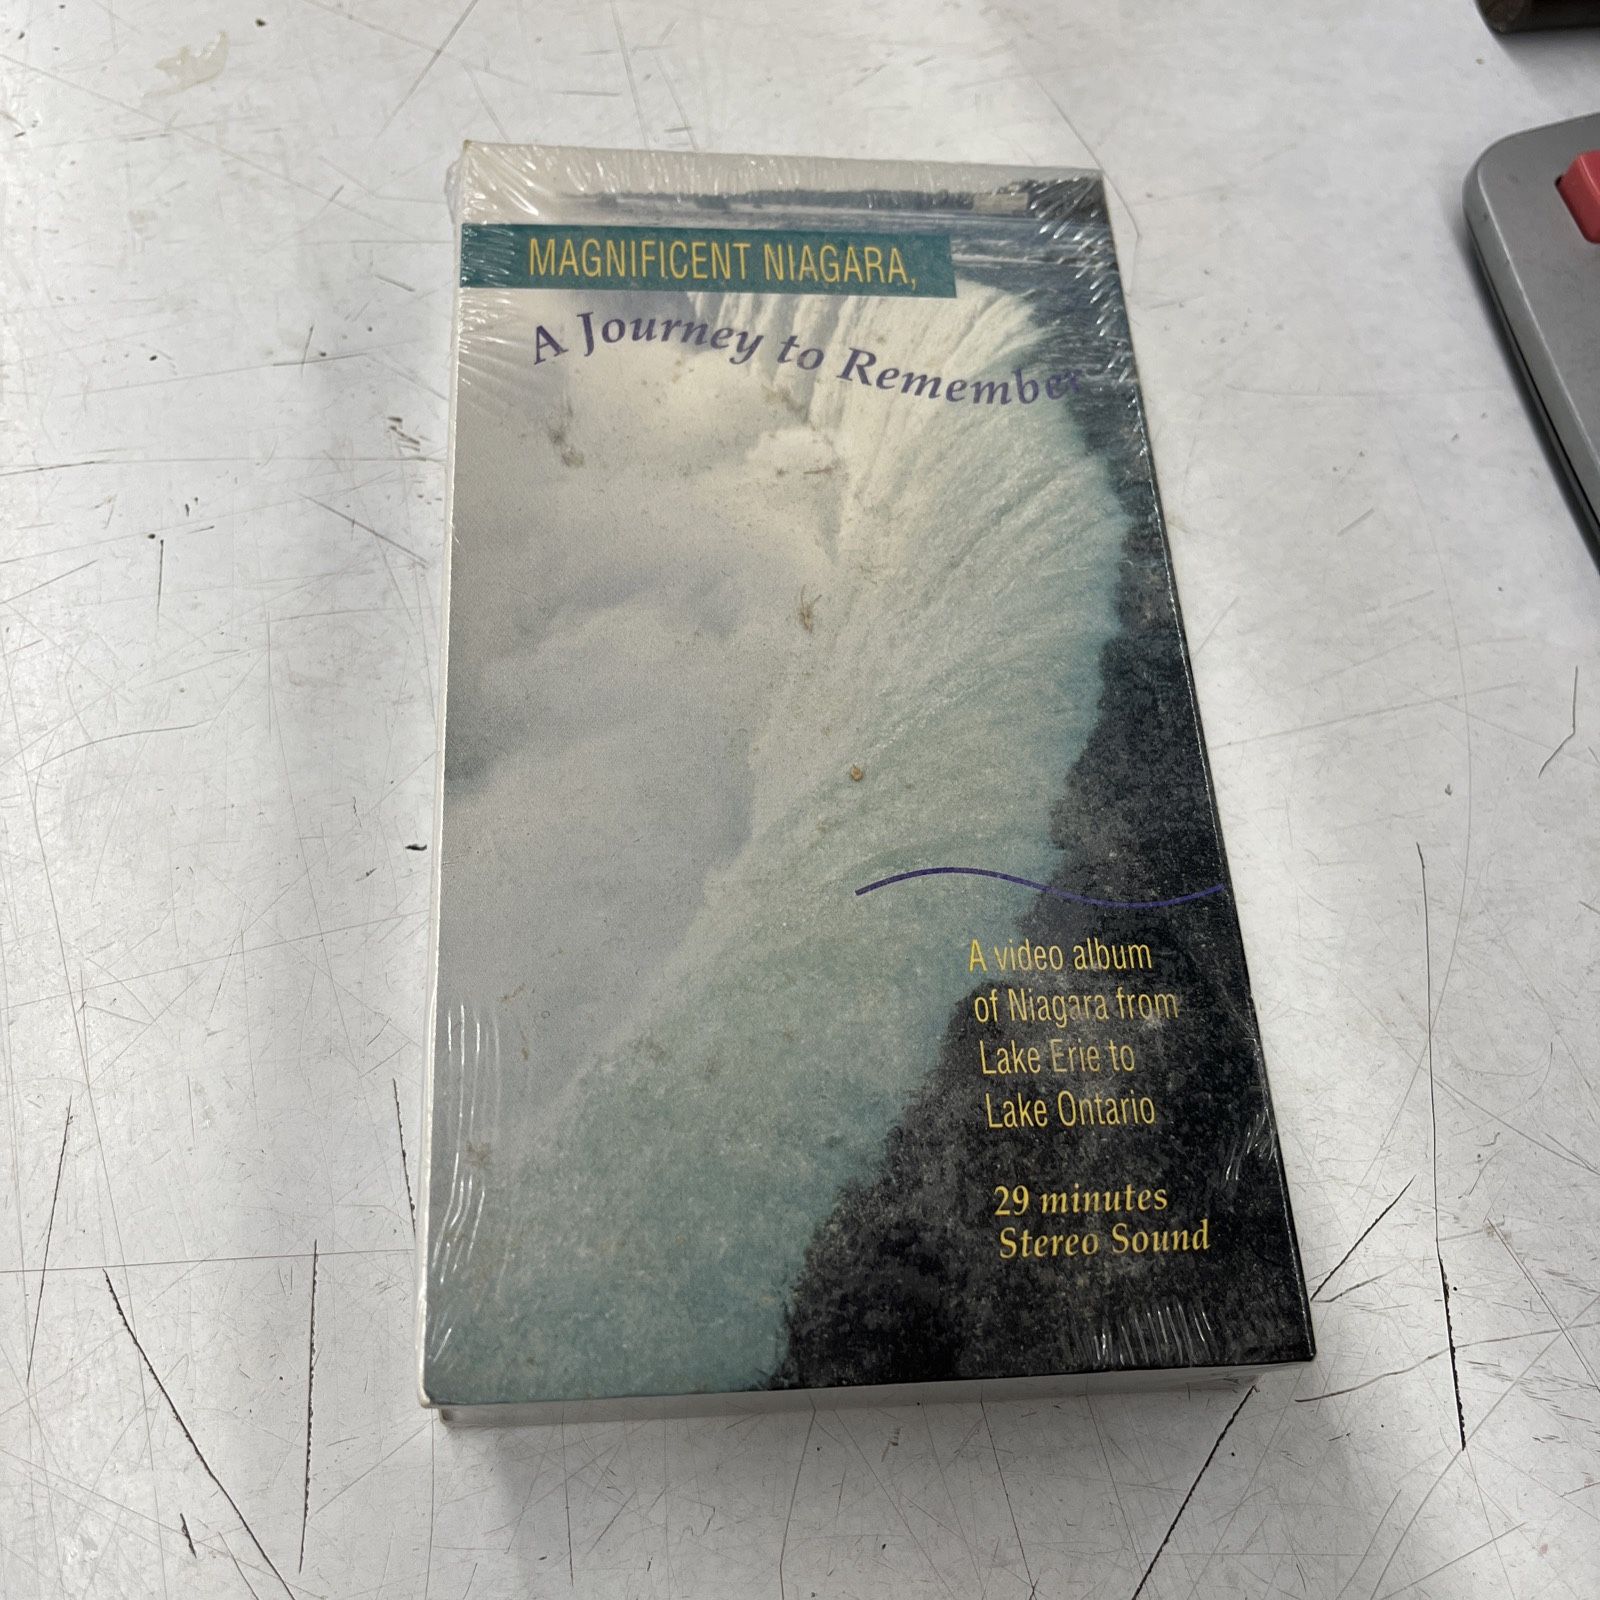 MAGNIFICENT NIAGARA,
A Journey to Remember
A video album
of Niagara from
Lake Erie to
Lake Ontario
29 minutes
Stereo Sound